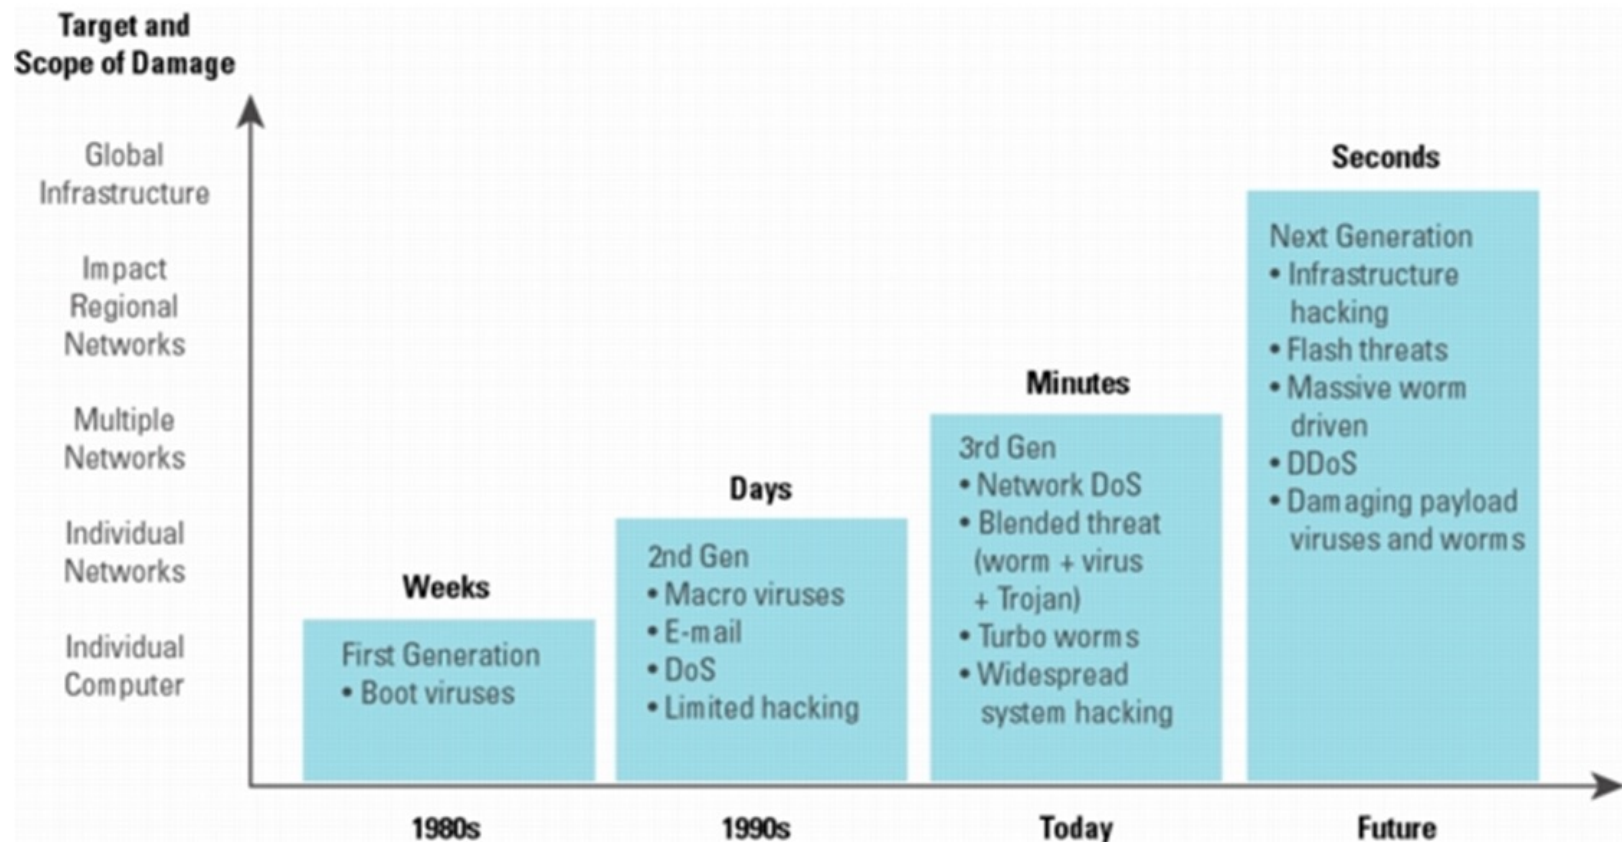 Target and
Scope of Damage
Global
Infrastructure
Impact
Regional
Networks
Multiple
Networks
Individual
Networks
Individual
Computer
Weeks
First Generation
• Boot viruses
1980s
Days
2nd Gen
• Macro viruses
• E-mail
• DoS
• Limited hacking
1990s
Minutes
3rd Gen
• Network DoS
• Blended threat
(worm + virus
+ Trojan)
• Turbo worms
• Widespread
system hacking
Today
Seconds
Next Generation
• Infrastructure
hacking
• Flash threats
• Massive worm
driven
• DDoS
• Damaging payload
viruses and worms
Future